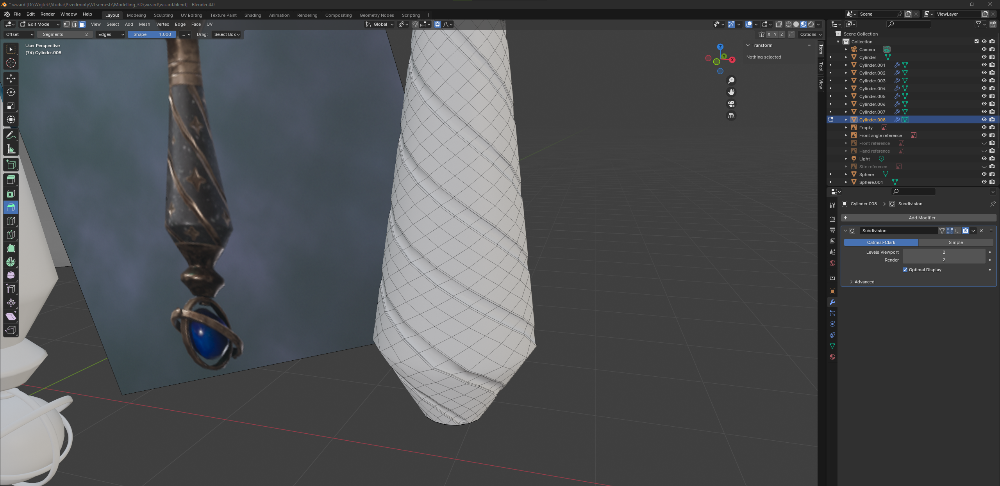 * wizard [D:\Wojtek\Studia\Przedmioty\VI semestr\Modelling_3D\wizard\wizard.blend] - Blender 4.0
File Edit Render Window Help Layout Modeling Sculpting UV Editing Texture Paint Shading Animation Rendering Compositing Geometry Nodes Scripting + Scene ViewLayer
Edit Mode View Select Add Mesh Vertex Edge Face UV Global
Offset Segments 2 Edges Shape 1.000 ... Drag: Select Box X Y Z Options
User Perspective
(74) Cylinder.008
Z
Y
X
Transform
Nothing selected
Item
Tool
View
Scene Collection
Collection
Camera
Cylinder
Cylinder.001
Cylinder.002
Cylinder.003
Cylinder.004
Cylinder.005
Cylinder.006
Cylinder.007
Cylinder.008
Empty
Front angle reference
Front reference
Hand reference
Light
Site reference
Sphere
Sphere.001
Cylinder.008 > Subdivision
+ Add Modifier
Subdivision
Catmull-Clark Simple
Levels Viewport 2
Render 2
Optimal Display
Advanced